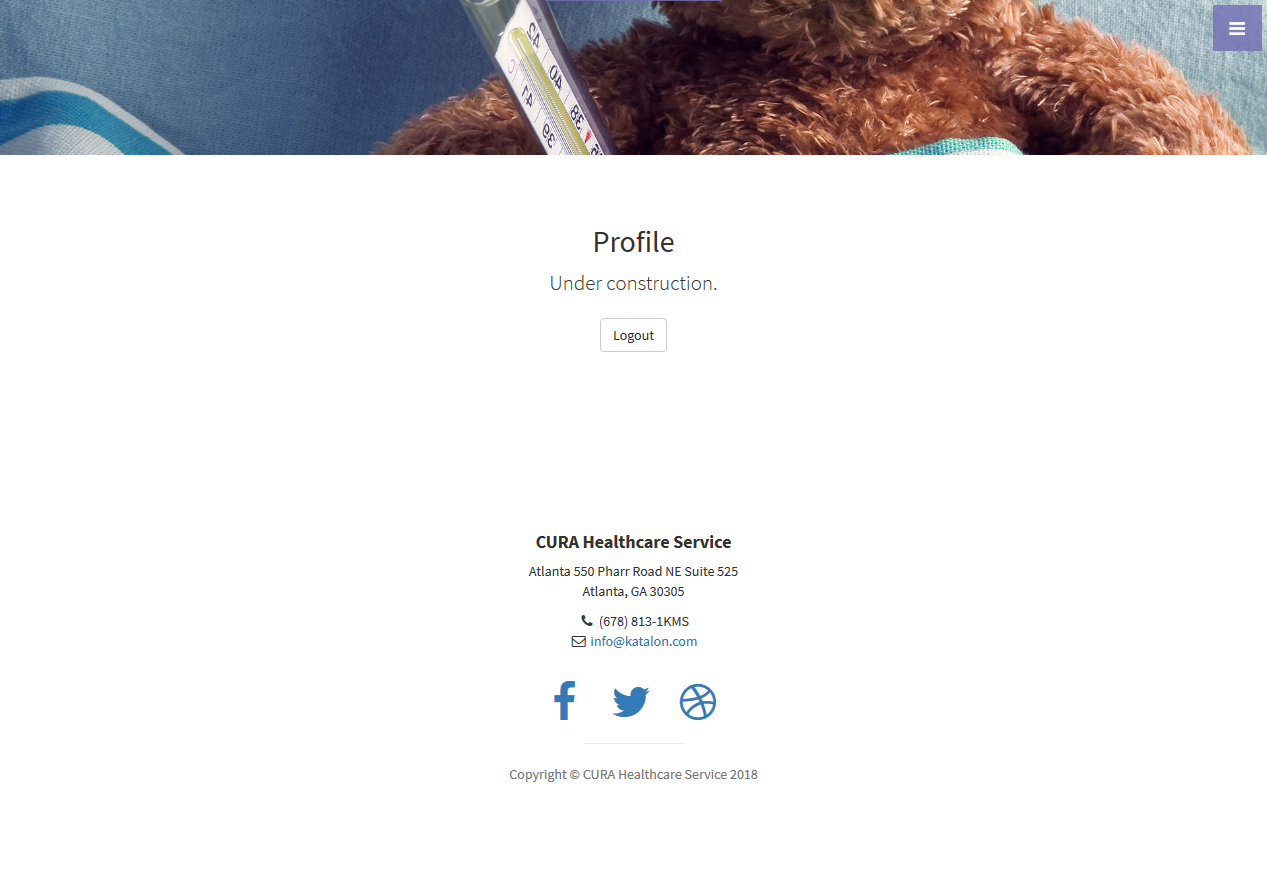 Profile
Under construction.
Logout
CURA Healthcare Service
Atlanta 550 Pharr Road NE Suite 525
Atlanta, GA 30305
(678) 813-1KMS
info@katalon.com
Copyright © CURA Healthcare Service 2018